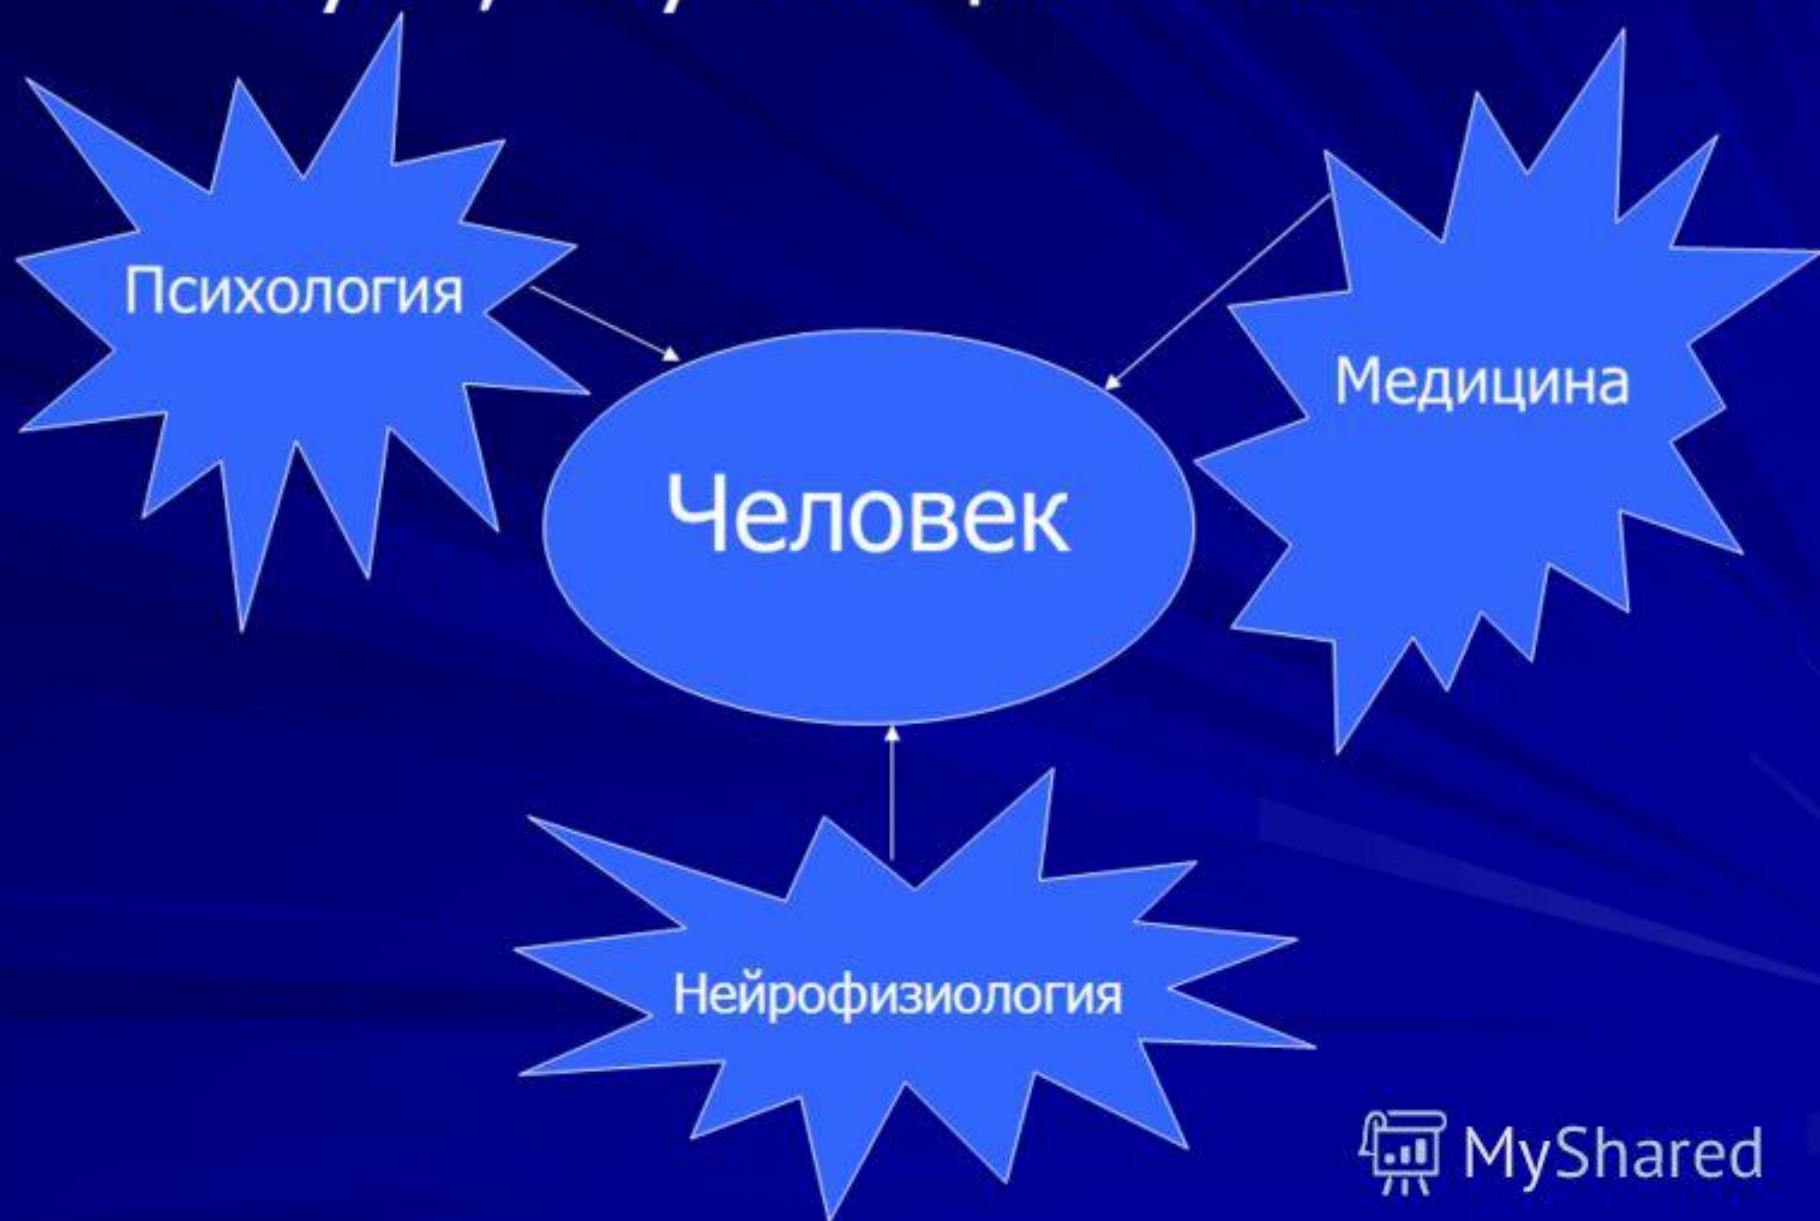 Психология
Медицина
Человек
Нейрофизиология
MyShared